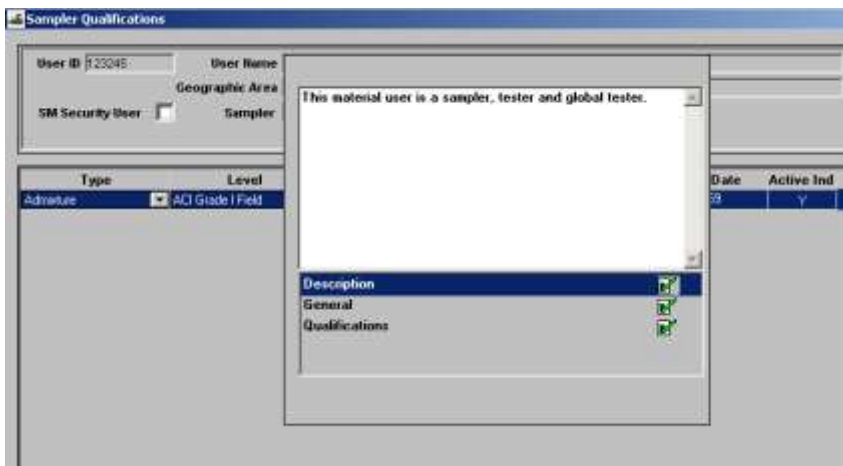 Sampler Qualifications
User ID 123245 User Name
Geographic Area
SM Security User Sampler
This material user is a sampler, tester and global tester.
Type Level Date Active Ind
Admixture ACI Grade I Field 69 Y
Description
General
Qualifications